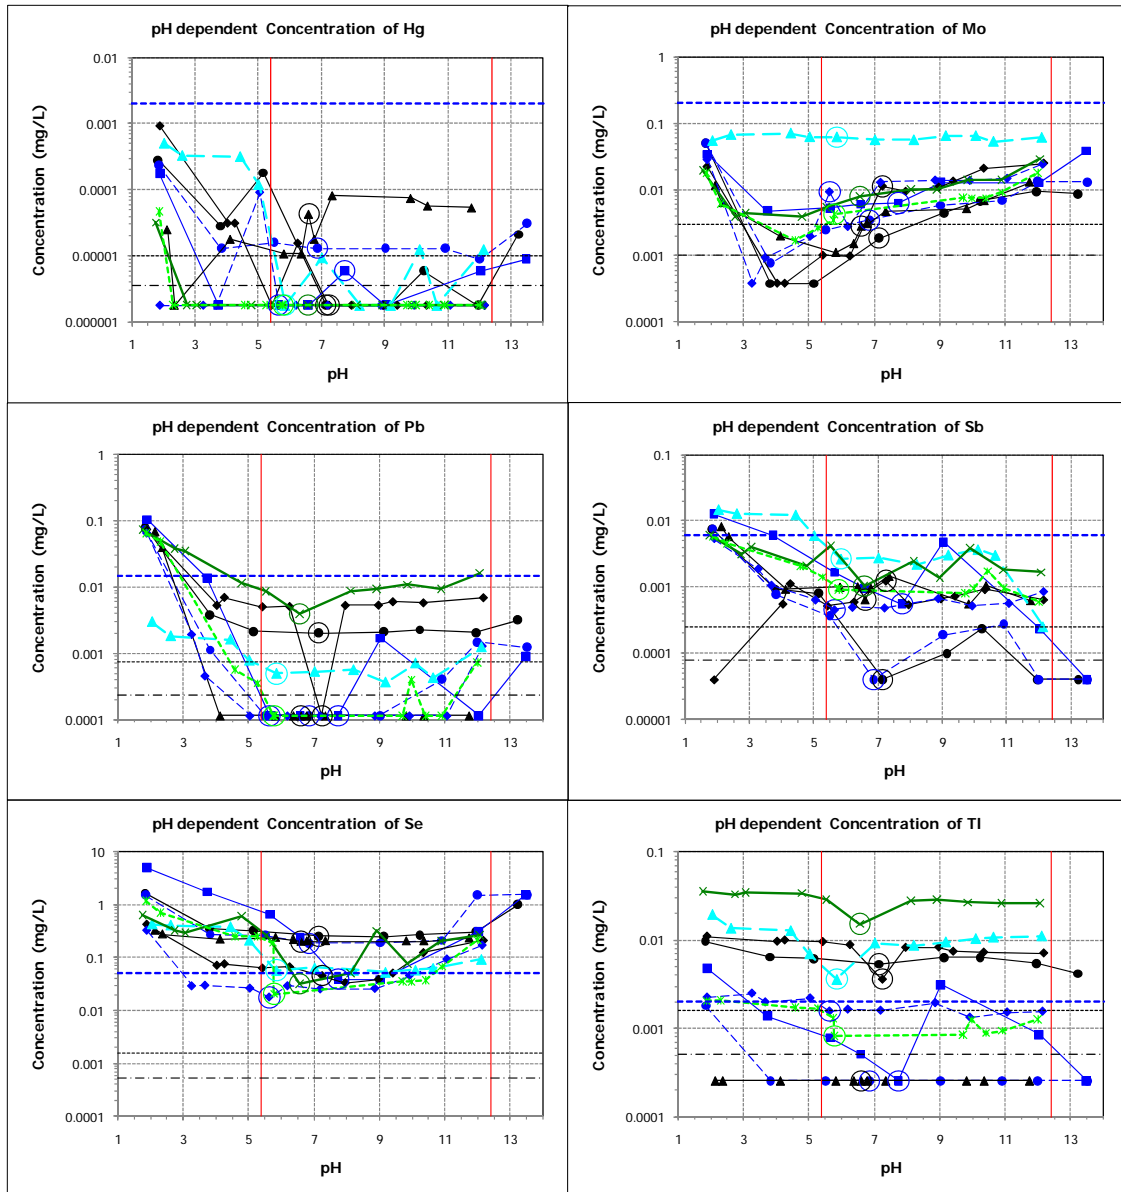 pH dependent Concentration of Hg
Concentration (mg/L)
0.01
0.001
0.0001
0.00001
0.000001
1 3 5 7 9 11 13
pH
pH dependent Concentration of Mo
Concentration (mg/L)
1
0.1
0.01
0.001
0.0001
1 3 5 7 9 11 13
pH
pH dependent Concentration of Pb
Concentration (mg/L)
1
0.1
0.01
0.001
0.0001
1 3 5 7 9 11 13
pH
pH dependent Concentration of Sb
Concentration (mg/L)
0.1
0.01
0.001
0.0001
0.00001
1 3 5 7 9 11 13
pH
pH dependent Concentration of Se
Concentration (mg/L)
10
1
0.1
0.01
0.001
0.0001
1 3 5 7 9 11 13
pH
pH dependent Concentration of Tl
Concentration (mg/L)
0.1
0.01
0.001
0.0001
1 3 5 7 9 11 13
pH